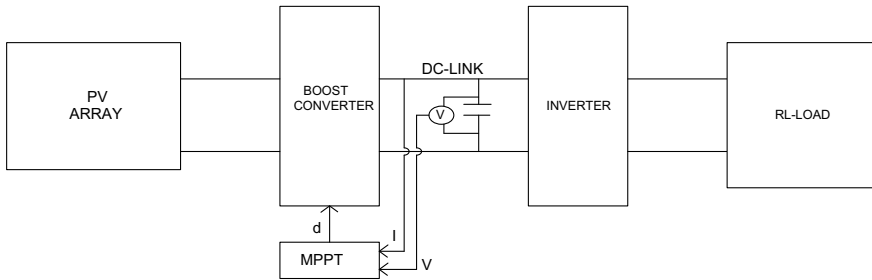 PV
ARRAY
BOOST
CONVERTER
DC-LINK
V
INVERTER
RL-LOAD
d
I
MPPT
V